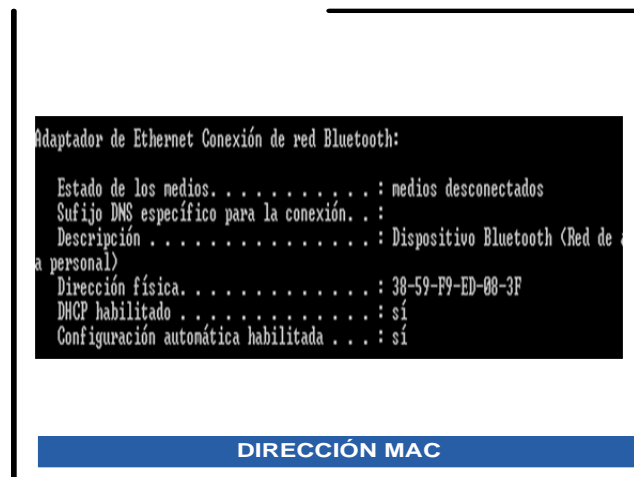 Adaptador de Ethernet Conexión de red Bluetooth:
Estado de los medios. . . . . . . . . . . : medios desconectados
Sufijo DNS específico para la conexión. . :
Descripción . . . . . . . . . . . . . . . : Dispositivo Bluetooth (Red de
a personal)
Dirección física. . . . . . . . . . . . . : 38-59-F9-ED-08-3F
DHCP habilitado . . . . . . . . . . . . . : sí
Configuración automática habilitada . . . : sí
DIRECCIÓN MAC